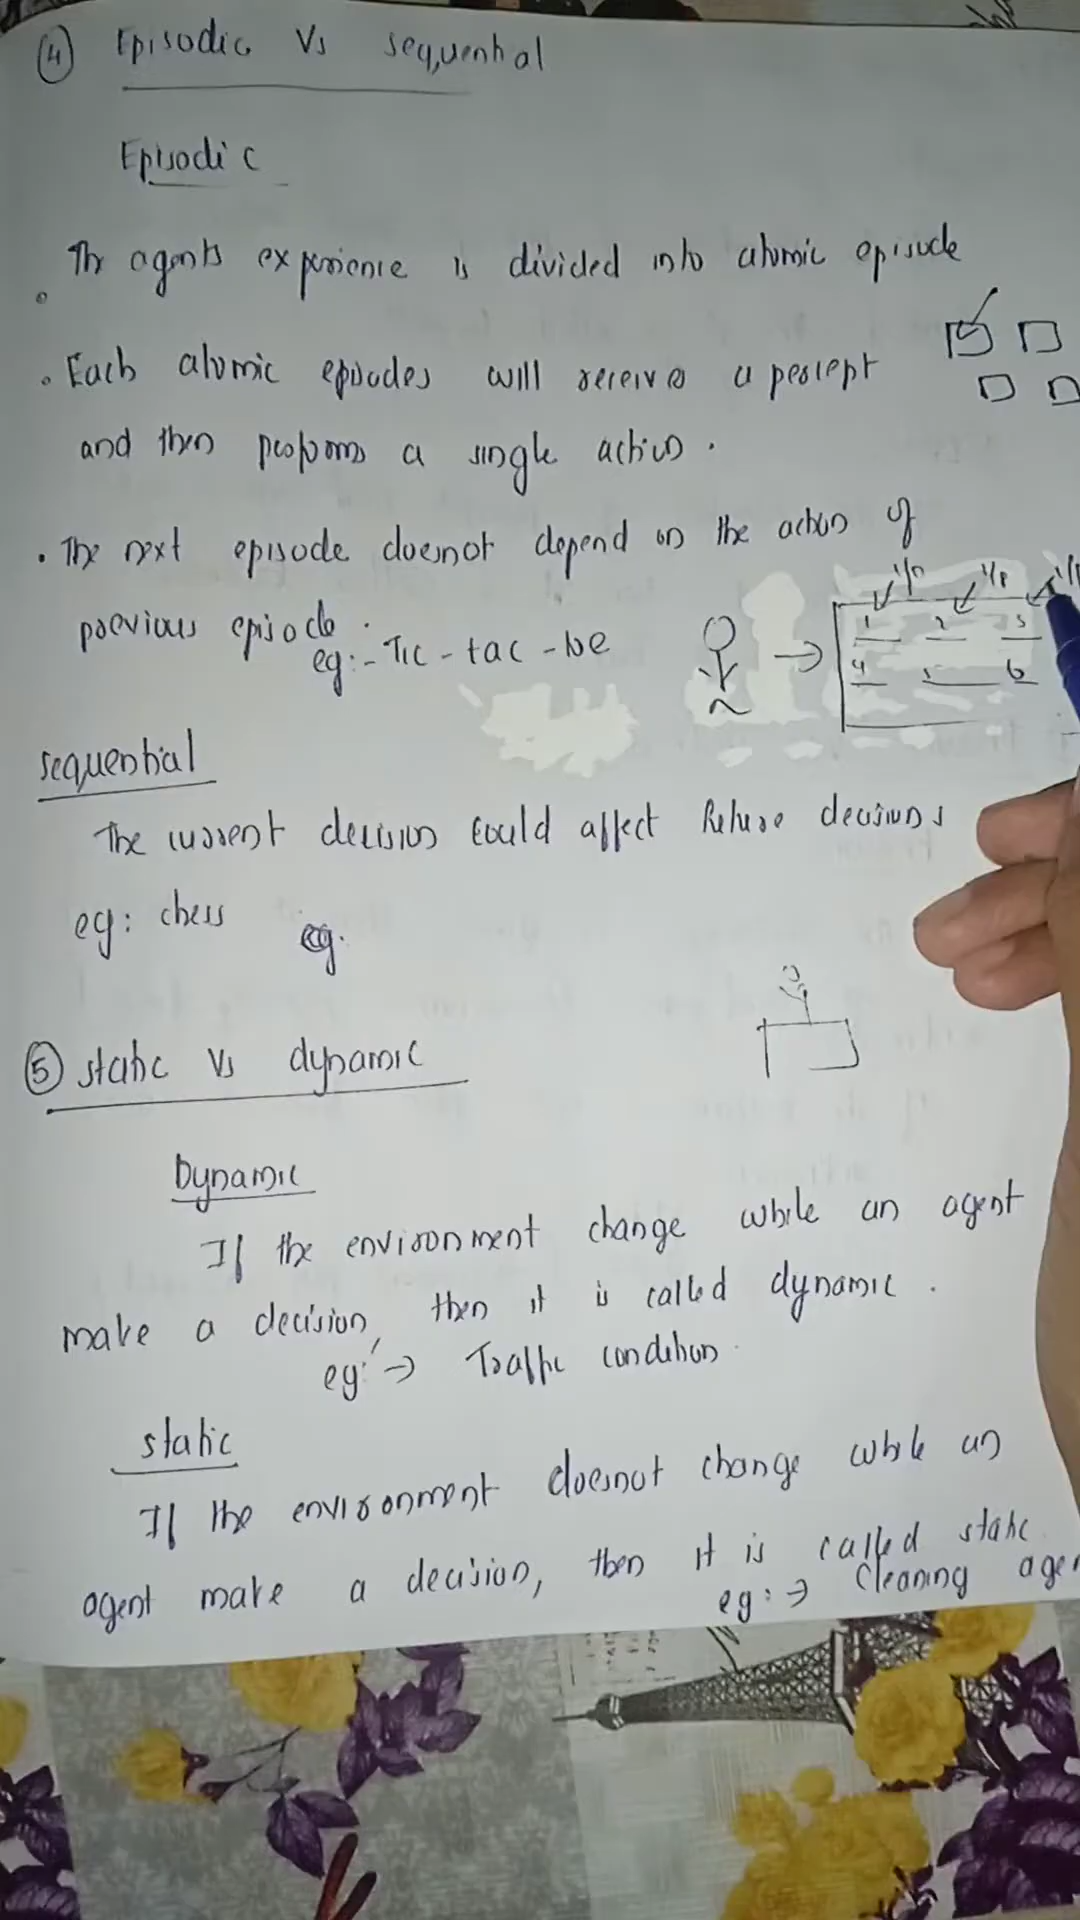 4 Episodic Vs sequential
Episodic
The agents experience is divided into atomic episode
. Each atomic episodes will receives a percept
and then performs a single action .
. The next episode doesnot depend on the action of
previous episode .
eg:- Tic - tac - toe
I/P I/P I/P
1 2 3
4 5 6
sequential
The current decision could affect future decisions
eg: chess eg.
5 static Vs dynamic
Dynamic
If the environment change while an agent
make a decision, then it is called dynamic .
eg:→ Traffic condition
static
If the environment doesnot change while an
agent make a decision, then it is called static
eg:→ Cleaning agen